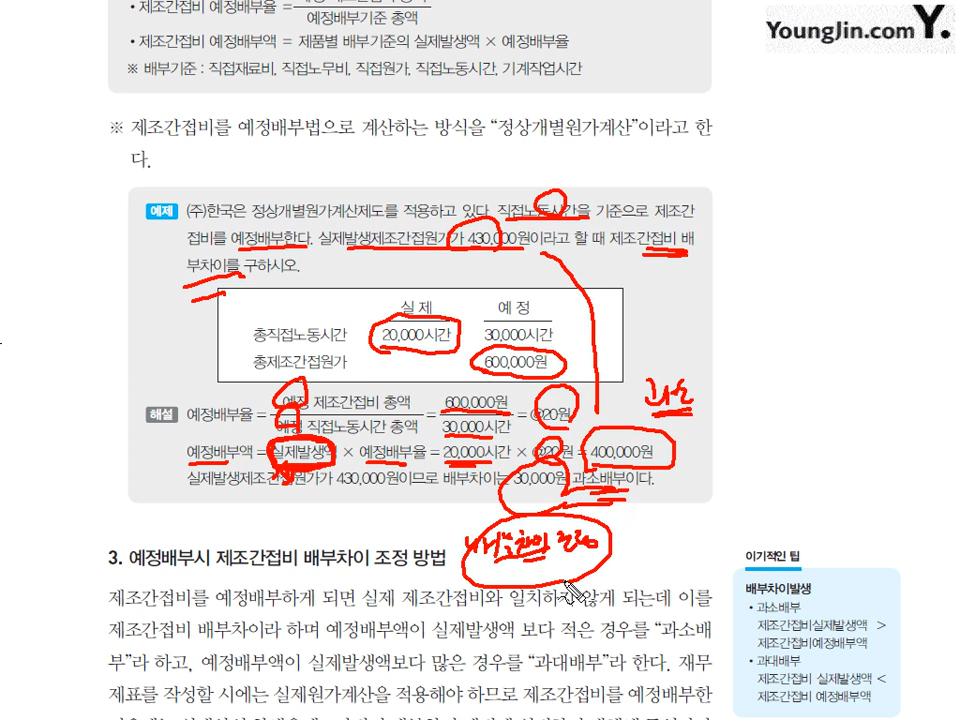 • 제조간접비 예정배부율 =
예정배부기준 총액
• 제조간접비 예정배부액 = 제품별 배부기준의 실제발생액 × 예정배부율
※ 배부기준 : 직접재료비, 직접노무비, 직접원가, 직접노동시간, 기계작업시간
YoungJin.com Y.
※ 제조간접비를 예정배부법으로 계산하는 방식을 “정상개별원가계산”이라고 한
다.
예제 (주)한국은 정상개별원가계산제도를 적용하고 있다. 직접노동시간을 기준으로 제조간
접비를 예정배부한다. 실제발생제조간접원가가 430,000원이라고 할 때 제조간접비 배
부차이를 구하시오.
실 제 예 정
총직접노동시간 20,000시간 30,000시간
총제조간접원가 600,000원
과소
해설 예정배부율 = 예정 제조간접비 총액 = 600,000원 = @20원
예정 직접노동시간 총액 30,000시간
예정배부액 = 실제발생액 × 예정배부율 = 20,000시간 × @20원 = 400,000원
실제발생제조간접원가가 430,000원이므로 배부차이는 30,000원 과소배부이다.
배부차이
3. 예정배부시 제조간접비 배부차이 조정 방법
제조간접비를 예정배부하게 되면 실제 제조간접비와 일치하지 않게 되는데 이를
제조간접비 배부차이라 하며 예정배부액이 실제발생액 보다 적은 경우를 “과소배
부”라 하고, 예정배부액이 실제발생액보다 많은 경우를 “과대배부”라 한다. 재무
제표를 작성할 시에는 실제원가계산을 적용해야 하므로 제조간접비를 예정배부한
이기적인 팁
배부차이발생
• 과소배부
제조간접비실제발생액 >
제조간접비예정배부액
• 과대배부
제조간접비 실제발생액 <
제조간접비 예정배부액